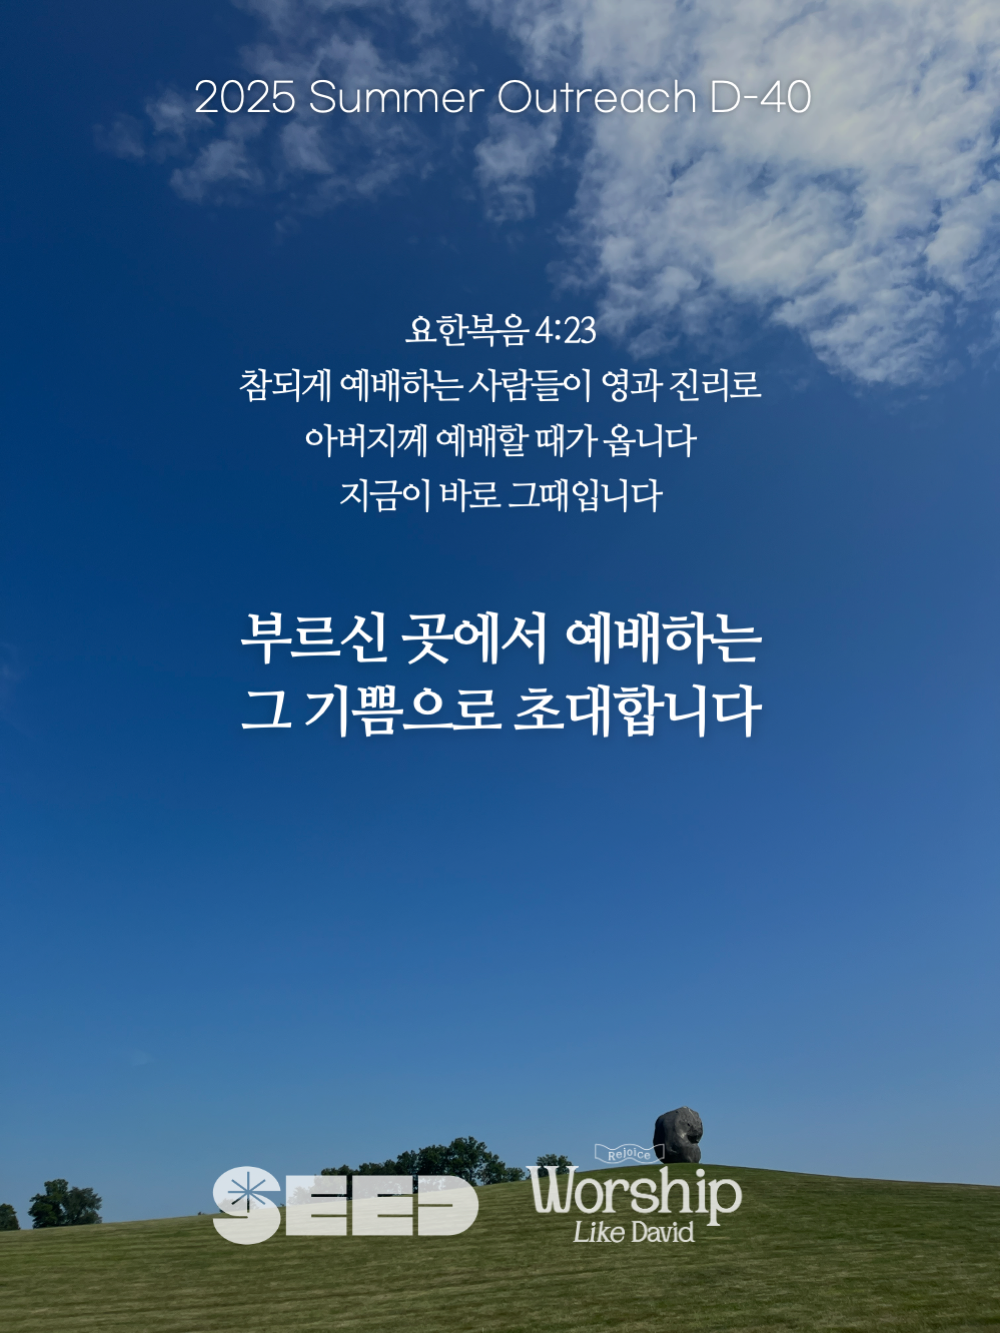 2025 Summer Outreach D-40
요한복음 4:23
참되게 예배하는 사람들이 영과 진리로
아버지께 예배할 때가 옵니다
지금이 바로 그때입니다
부르신 곳에서 예배하는
그 기쁨으로 초대합니다
SEED
Rejoice
Worship
Like David